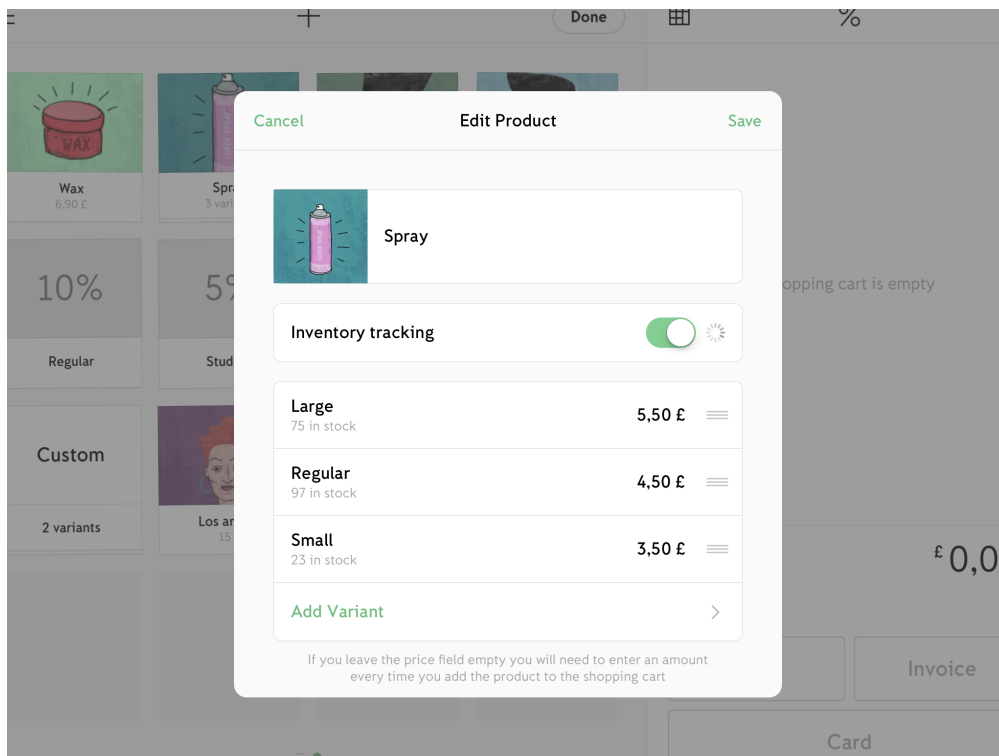 Done
%
Cancel
Edit Product
Save
WAX
Wax
6,90 £
Spr
3 vari
Spray
10%
Regular
5%
Stud
opping cart is empty
Inventory tracking
Large
75 in stock
5,50 £
Regular
97 in stock
4,50 £
Small
23 in stock
3,50 £
Custom
2 variants
Los an
15
Add Variant
£0,0
If you leave the price field empty you will need to enter an amount
every time you add the product to the shopping cart
Invoice
Card